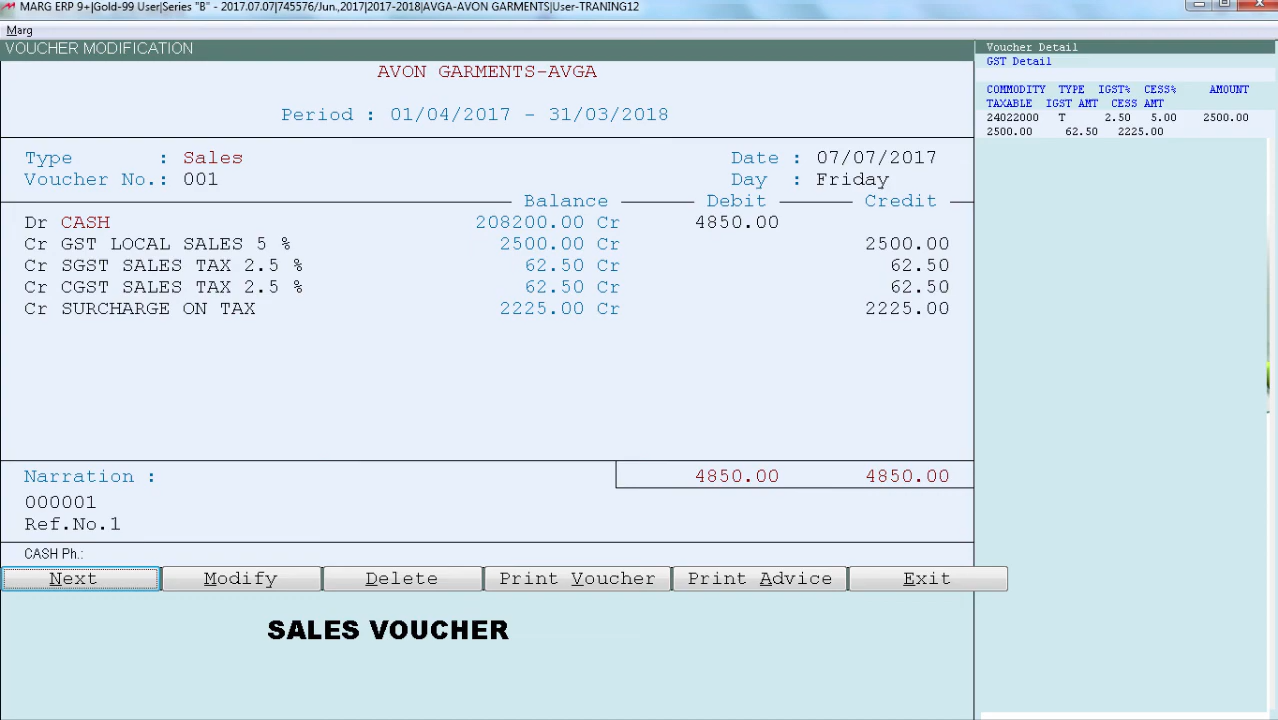 MARG ERP 9+|Gold-99 User|Series "B" - 2017.07.07|745576/Jun.,2017|2017-2018|AVGA-AVON GARMENTS|User-TRANING12
Marg
VOUCHER MODIFICATION
AVON GARMENTS-AVGA
Period : 01/04/2017 - 31/03/2018
Type : Sales Date : 07/07/2017
Voucher No.: 001 Day : Friday
Balance Debit Credit
Dr CASH 208200.00 Cr 4850.00
Cr GST LOCAL SALES 5 % 2500.00 Cr 2500.00
Cr SGST SALES TAX 2.5 % 62.50 Cr 62.50
Cr CGST SALES TAX 2.5 % 62.50 Cr 62.50
Cr SURCHARGE ON TAX 2225.00 Cr 2225.00
Narration : 4850.00 4850.00
000001
Ref.No.1
CASH Ph.:
Next Modify Delete Print Voucher Print Advice Exit
SALES VOUCHER
Voucher Detail
GST Detail
COMMODITY TYPE IGST% CESS% AMOUNT
TAXABLE IGST AMT CESS AMT
24022000 T 2.50 5.00 2500.00
2500.00 62.50 2225.00